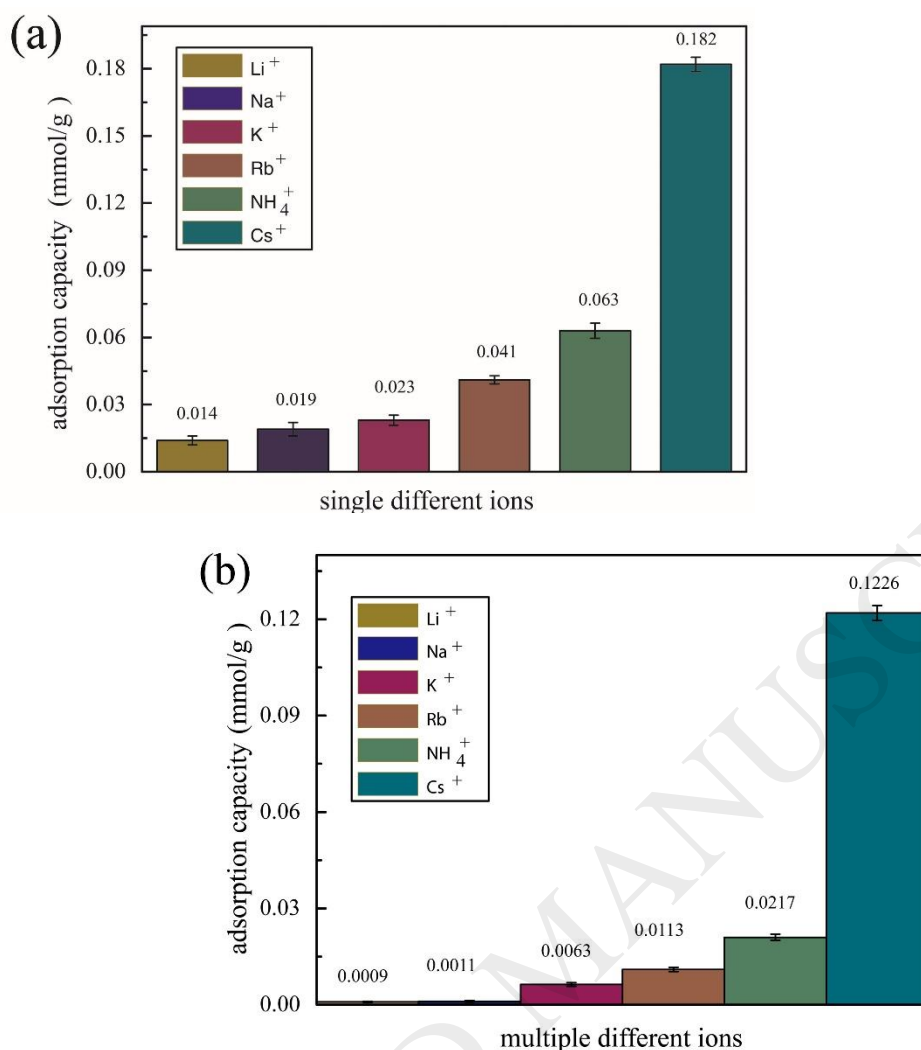 (a)
adsorption capacity (mmol/g)
0.18
0.15
0.12
0.09
0.06
0.03
0.00
Li+
Na+
K+
Rb+
NH4+
Cs+
0.014
0.019
0.023
0.041
0.063
0.182
single different ions
(b)
adsorption capacity (mmol/g)
0.12
0.09
0.06
0.03
0.00
Li+
Na+
K+
Rb+
NH4+
Cs+
0.0009
0.0011
0.0063
0.0113
0.0217
0.1226
multiple different ions